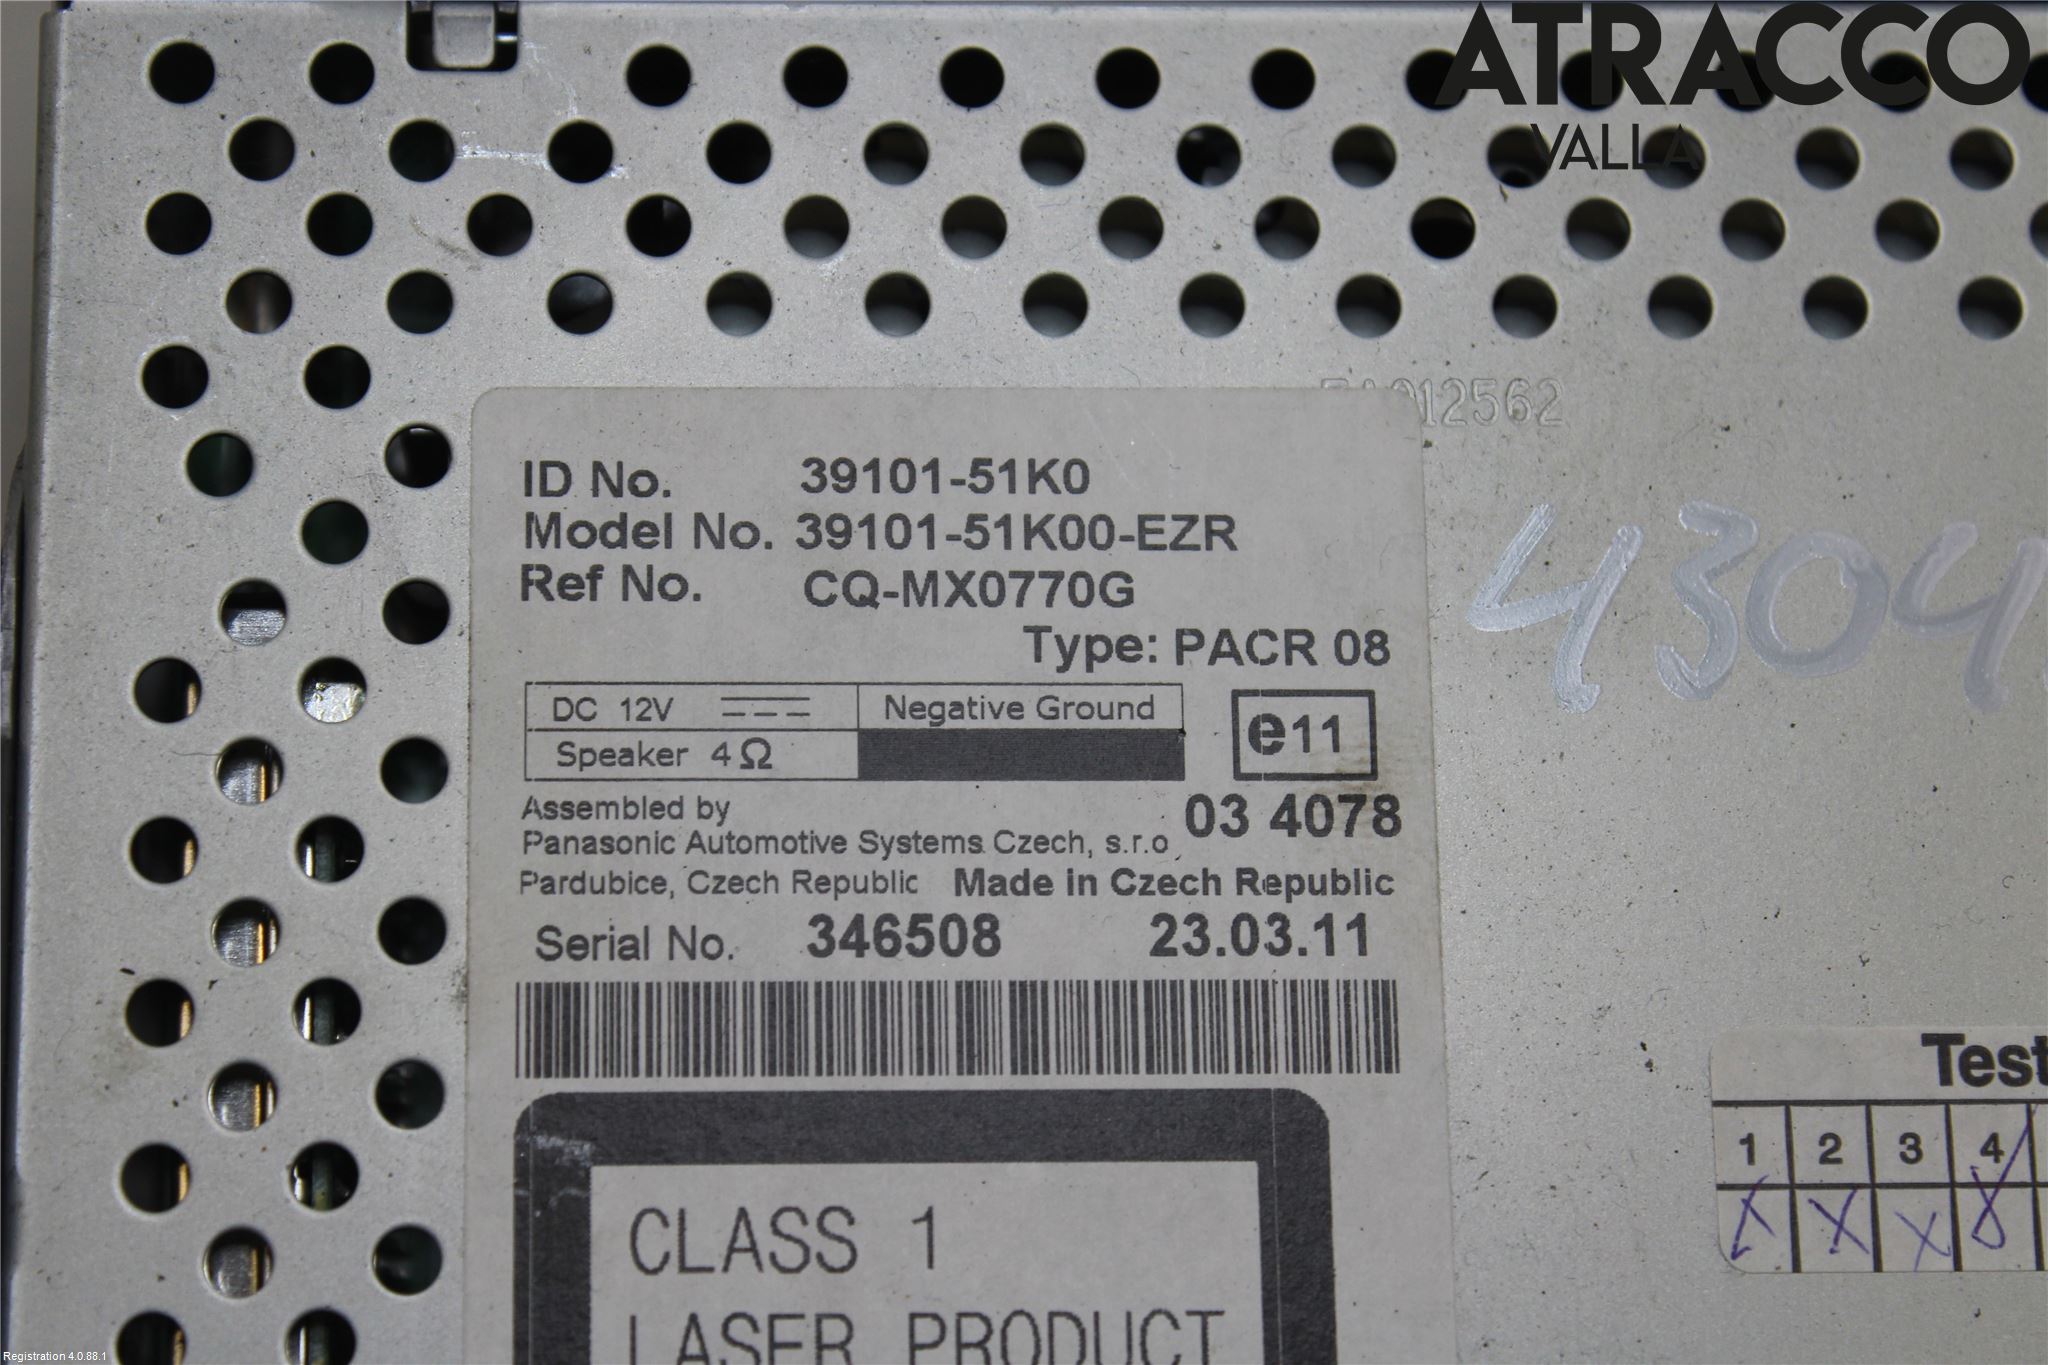 ATRACCO
VALLA
12562
ID No. 39101-51K0
Model No. 39101-51K00-EZR
Ref No. CQ-MX0770G
Type: PACR 08
DC 12V Negative Ground
Speaker 4Ω
e11
Assembled by
03 4078
Panasonic Automotive Systems Czech, s.r.o
Pardubice, Czech Republic Made in Czech Republic
Serial No. 346508 23.03.11
CLASS 1
LASER PRODUCT
4304
Test
1 2 3 4
X X X 8
Registration 4.0.88.1